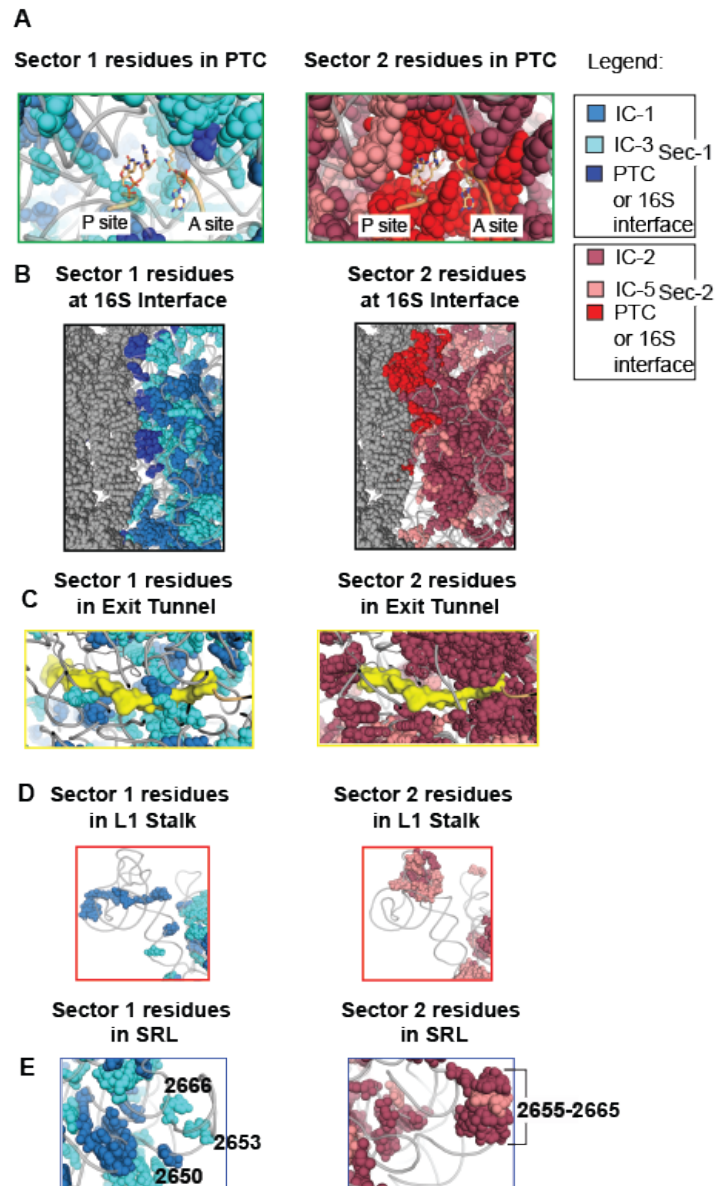 A
Sector 1 residues in PTC
Sector 2 residues in PTC
Legend:
P site
A site
P site
A site
IC-1
IC-3 Sec-1
PTC
or 16S
interface
IC-2
IC-5 Sec-2
PTC
or 16S
interface
B
Sector 1 residues
at 16S Interface
Sector 2 residues
at 16S Interface
C
Sector 1 residues
in Exit Tunnel
Sector 2 residues
in Exit Tunnel
D
Sector 1 residues
in L1 Stalk
Sector 2 residues
in L1 Stalk
E
Sector 1 residues
in SRL
Sector 2 residues
in SRL
2666
2653
2650
2655-2665